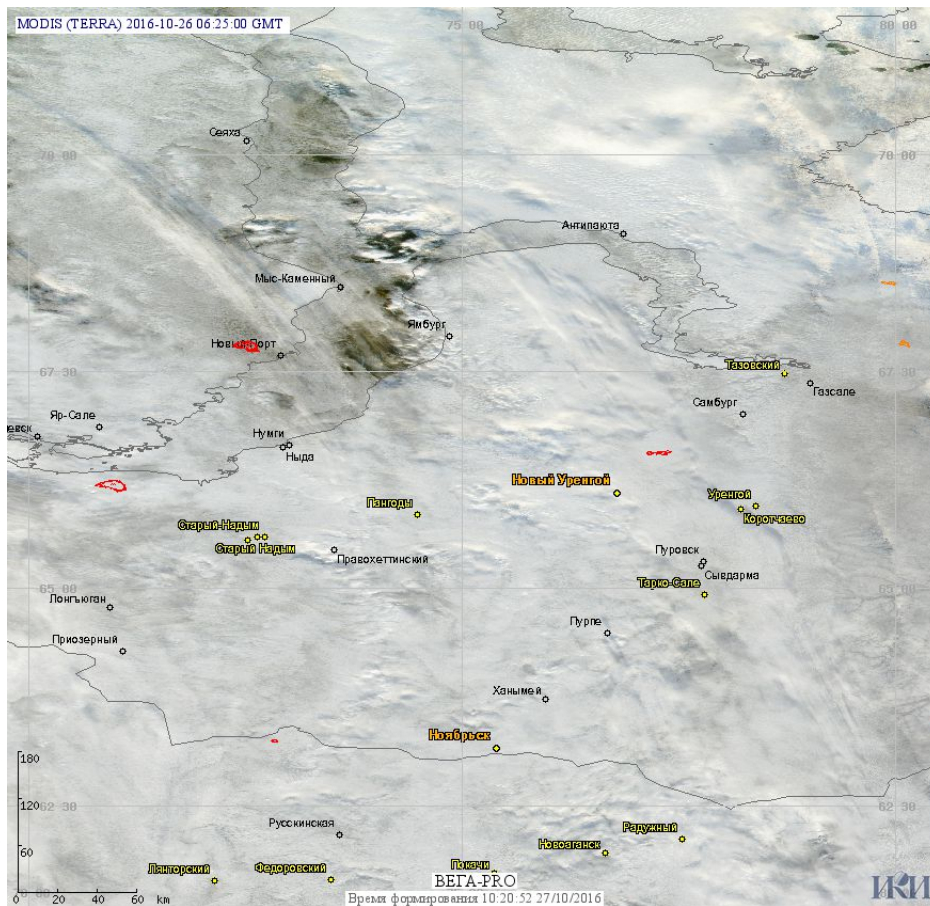 MODIS (TERRA) 2016-10-26 06:25:00 GMT
75 00
80 00
Сеяха
70 00
70 00
Антипаюта
Мыс-Каменный
Ямбург
Новый-Порт
67 30
67 30
Тазовский
Газсале
Самбург
Яр-Сале
Нумги
Ныда
Новый Уренгой
Уренгой
Коротчаево
Пангоды
Старый-Надым
Старый Надым
Правохеттинский
Пуровск
Сывдарма
65 00
65 00
Тарко-Сале
Лонгъюган
Приозерный
Пурпе
Ханымей
Ноябрьск
180
120
60
62 30
62 30
Русскинская
Радужный
Новоаганск
Покачи
Лянторский
Федоровский
0 20 40 60 km
ВЕГА-PRO
Время формирования 10:20:52 27/10/2016
ИКИ